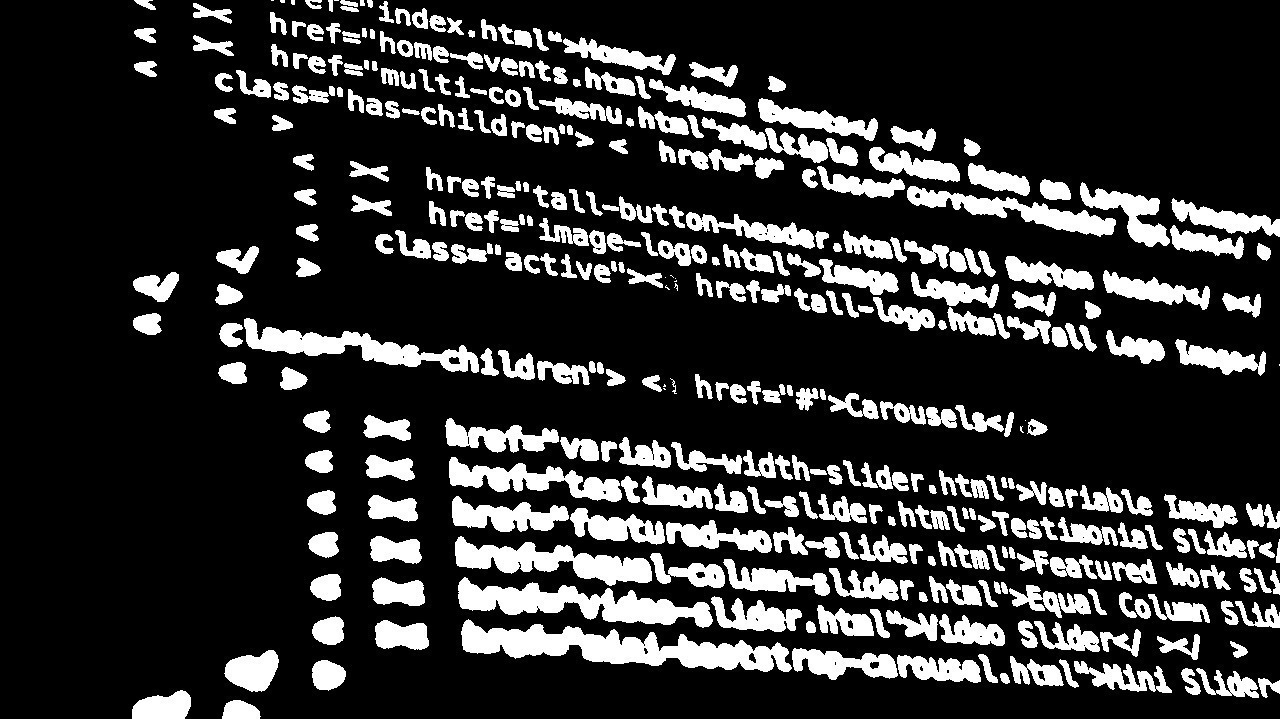 < >< href="index.html">Home</ ></ >
< >< href="home-events.html">Home Events</ ></ >
< href="multi-col-menu.html">Multiple Column Menu on Larger Viewports
class="has-children"> < href="#" class="current">Header Options</ >
< >
< >< href="tall-button-header.html">Tall Button Header</ ></
< >< href="image-logo.html">Image Logo</ ></ >
< class="active">< href="tall-logo.html">Tall Logo Image</
</ >
</ >
< class="has-children"> < href="#">Carousels</ >
< >
< >< href="variable-width-slider.html">Variable Image
< >< href="testimonial-slider.html">Testimonial Slider</
< >< href="featured-work-slider.html">Featured Work
< >< href="equal-column-slider.html">Equal Column
< >< href="video-slider.html">Video Slider</ ></ >
< >< href="mini-bootstrap-carousel.html">Mini Slider<
</ >
</ >